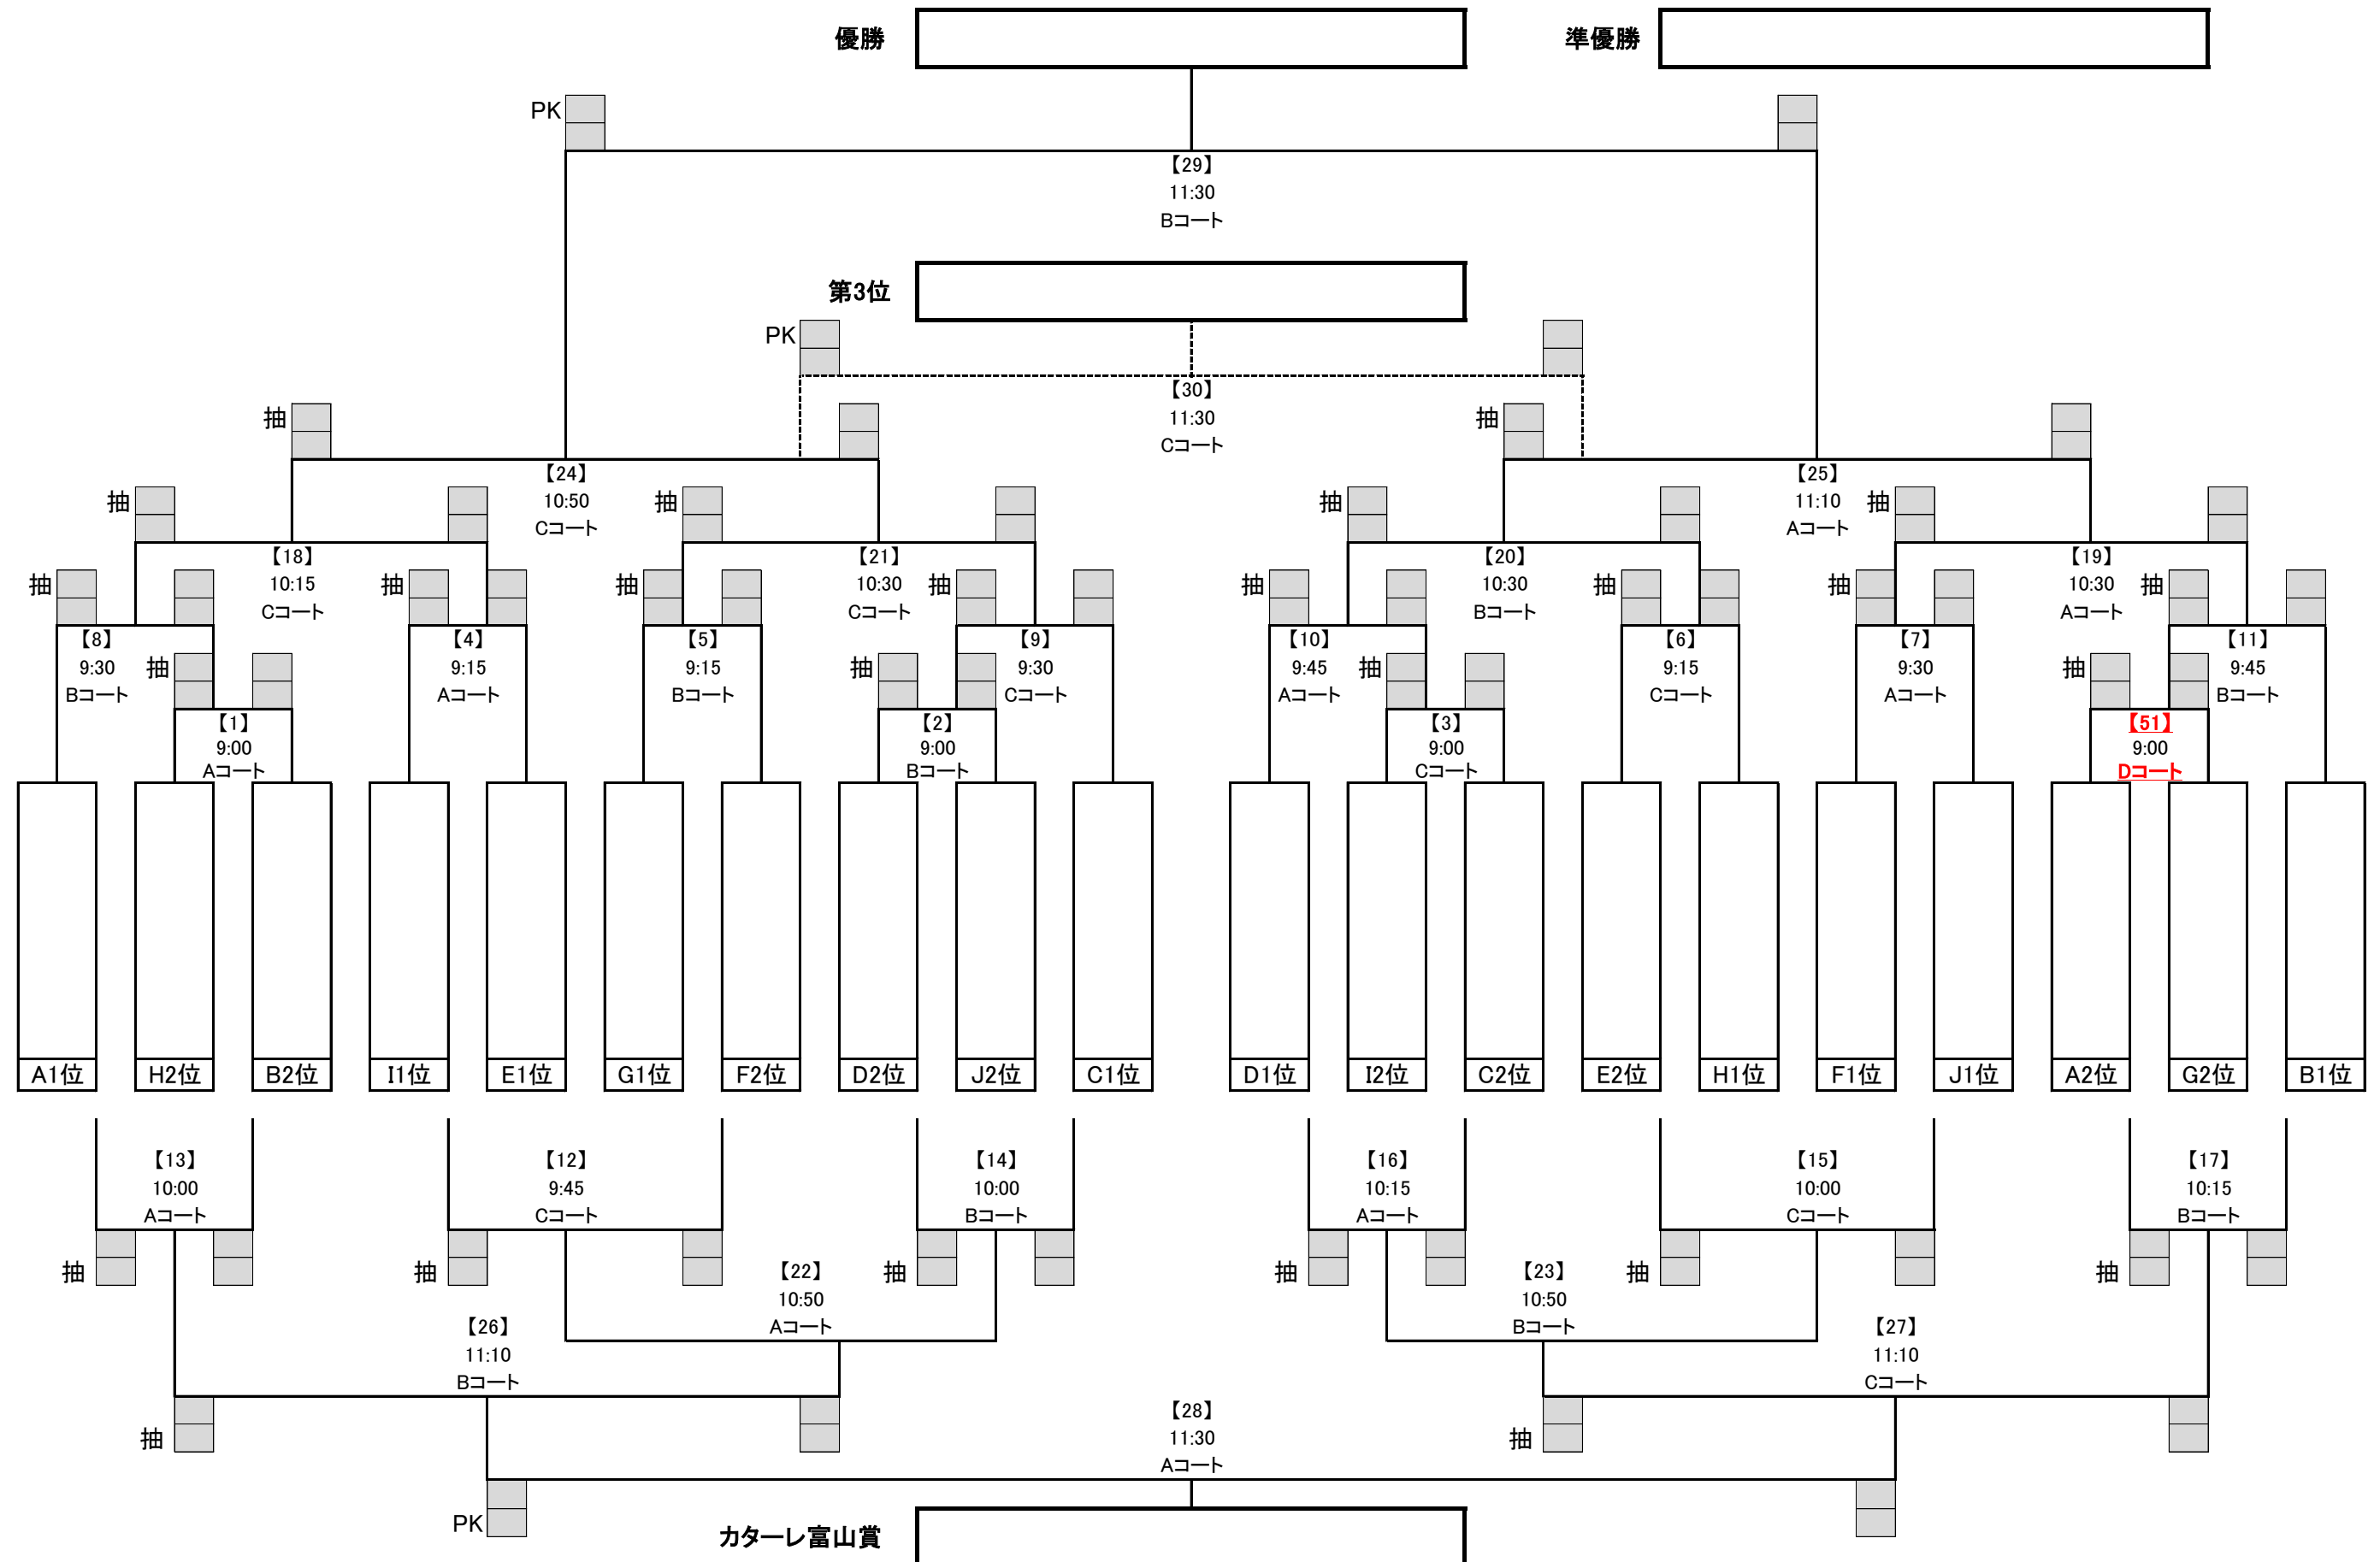 優勝
準優勝
PK
【29】
11:30
Bコート
第3位
PK
【30】
11:30
Cコート
抽
抽
【24】
10:50
Cコート
【25】
11:10
Aコート
抽
抽
抽
抽
【18】
10:15
Cコート
【21】
10:30
Cコート
【20】
10:30
Bコート
【19】
10:30
Aコート
抽
抽
抽
抽
抽
抽
抽
抽
【8】
9:30
Bコート
【4】
9:15
Aコート
【5】
9:15
Bコート
【9】
9:30
Cコート
【10】
9:45
Aコート
【6】
9:15
Cコート
【7】
9:30
Aコート
【11】
9:45
Bコート
抽
抽
抽
抽
【1】
9:00
Aコート
【2】
9:00
Bコート
【3】
9:00
Cコート
【51】
9:00
Dコート
A1位
H2位
B2位
I1位
E1位
G1位
F2位
D2位
J2位
C1位
D1位
I2位
C2位
E2位
H1位
F1位
J1位
A2位
G2位
B1位
【13】
10:00
Aコート
【12】
9:45
Cコート
【14】
10:00
Bコート
【16】
10:15
Aコート
【15】
10:00
Cコート
【17】
10:15
Bコート
抽
抽
抽
抽
抽
抽
【22】
10:50
Aコート
【23】
10:50
Bコート
【26】
11:10
Bコート
【27】
11:10
Cコート
抽
抽
【28】
11:30
Aコート
PK
カターレ富山賞